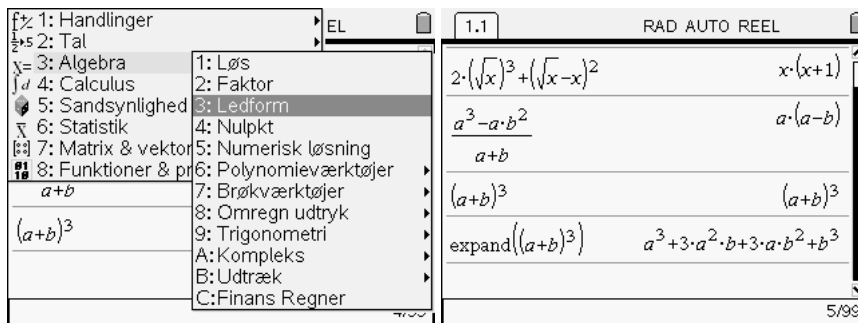 1: Handlinger
2: Tal
3: Algebra
4: Calculus
5: Sandsynlighed
6: Statistik
7: Matrix & vektor
8: Funktioner & pr
1: Løs
2: Faktor
3: Ledform
4: Nulpkt
5: Numerisk løsning
6: Polynomieværktøjer
7: Brøkværktøjer
8: Omregn udtryk
9: Trigonometri
A: Kompleks
B: Udtræk
C: Finans Regner
EL
a+b
(a+b)³
1.1 RAD AUTO REEL
2·(√x)³+(√x−x)² x·(x+1)
a³−a·b² a·(a−b)
a+b
(a+b)³ (a+b)³
expand((a+b)³) a³+3·a²·b+3·a·b²+b³
5/99